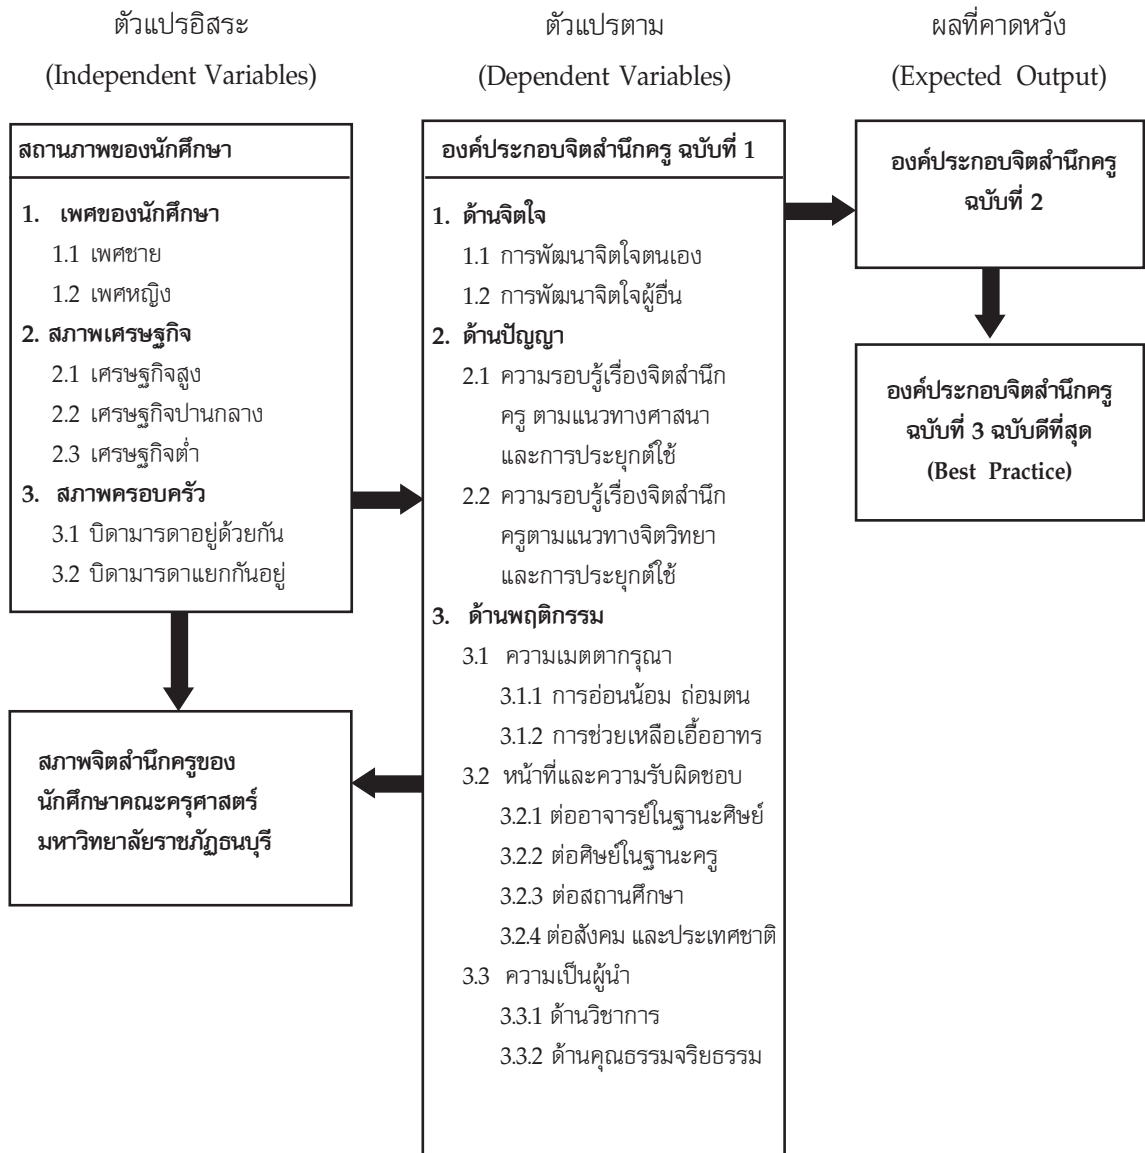 ตัวแปรอิสระ
(Independent Variables)
สถานภาพของนักศึกษา
1. เพศของนักศึกษา
1.1 เพศชาย
1.2 เพศหญิง
2. สภาพเศรษฐกิจ
2.1 เศรษฐกิจสูง
2.2 เศรษฐกิจปานกลาง
2.3 เศรษฐกิจต่ำ
3. สภาพครอบครัว
3.1 บิดามารดาอยู่ด้วยกัน
3.2 บิดามารดาแยกกันอยู่
สภาพจิตสำนึกครูของ
นักศึกษาคณะครุศาสตร์
มหาวิทยาลัยราชภัฏธนบุรี
ตัวแปรตาม
(Dependent Variables)
องค์ประกอบจิตสำนึกครู ฉบับที่ 1
1. ด้านจิตใจ
1.1 การพัฒนาจิตใจตนเอง
1.2 การพัฒนาจิตใจผู้อื่น
2. ด้านปัญญา
2.1 ความรอบรู้เรื่องจิตสำนึก
ครู ตามแนวทางศาสนา
และการประยุกต์ใช้
2.2 ความรอบรู้เรื่องจิตสำนึก
ครูตามแนวทางจิตวิทยา
และการประยุกต์ใช้
3. ด้านพฤติกรรม
3.1 ความเมตตากรุณา
3.1.1 การอ่อนน้อม ถ่อมตน
3.1.2 การช่วยเหลือเอื้ออาทร
3.2 หน้าที่และความรับผิดชอบ
3.2.1 ต่ออาจารย์ในฐานะศิษย์
3.2.2 ต่อศิษย์ในฐานะครู
3.2.3 ต่อสถานศึกษา
3.2.4 ต่อสังคม และประเทศชาติ
3.3 ความเป็นผู้นำ
3.3.1 ด้านวิชาการ
3.3.2 ด้านคุณธรรมจริยธรรม
ผลที่คาดหวัง
(Expected Output)
องค์ประกอบจิตสำนึกครู
ฉบับที่ 2
องค์ประกอบจิตสำนึกครู
ฉบับที่ 3 ฉบับดีที่สุด
(Best Practice)